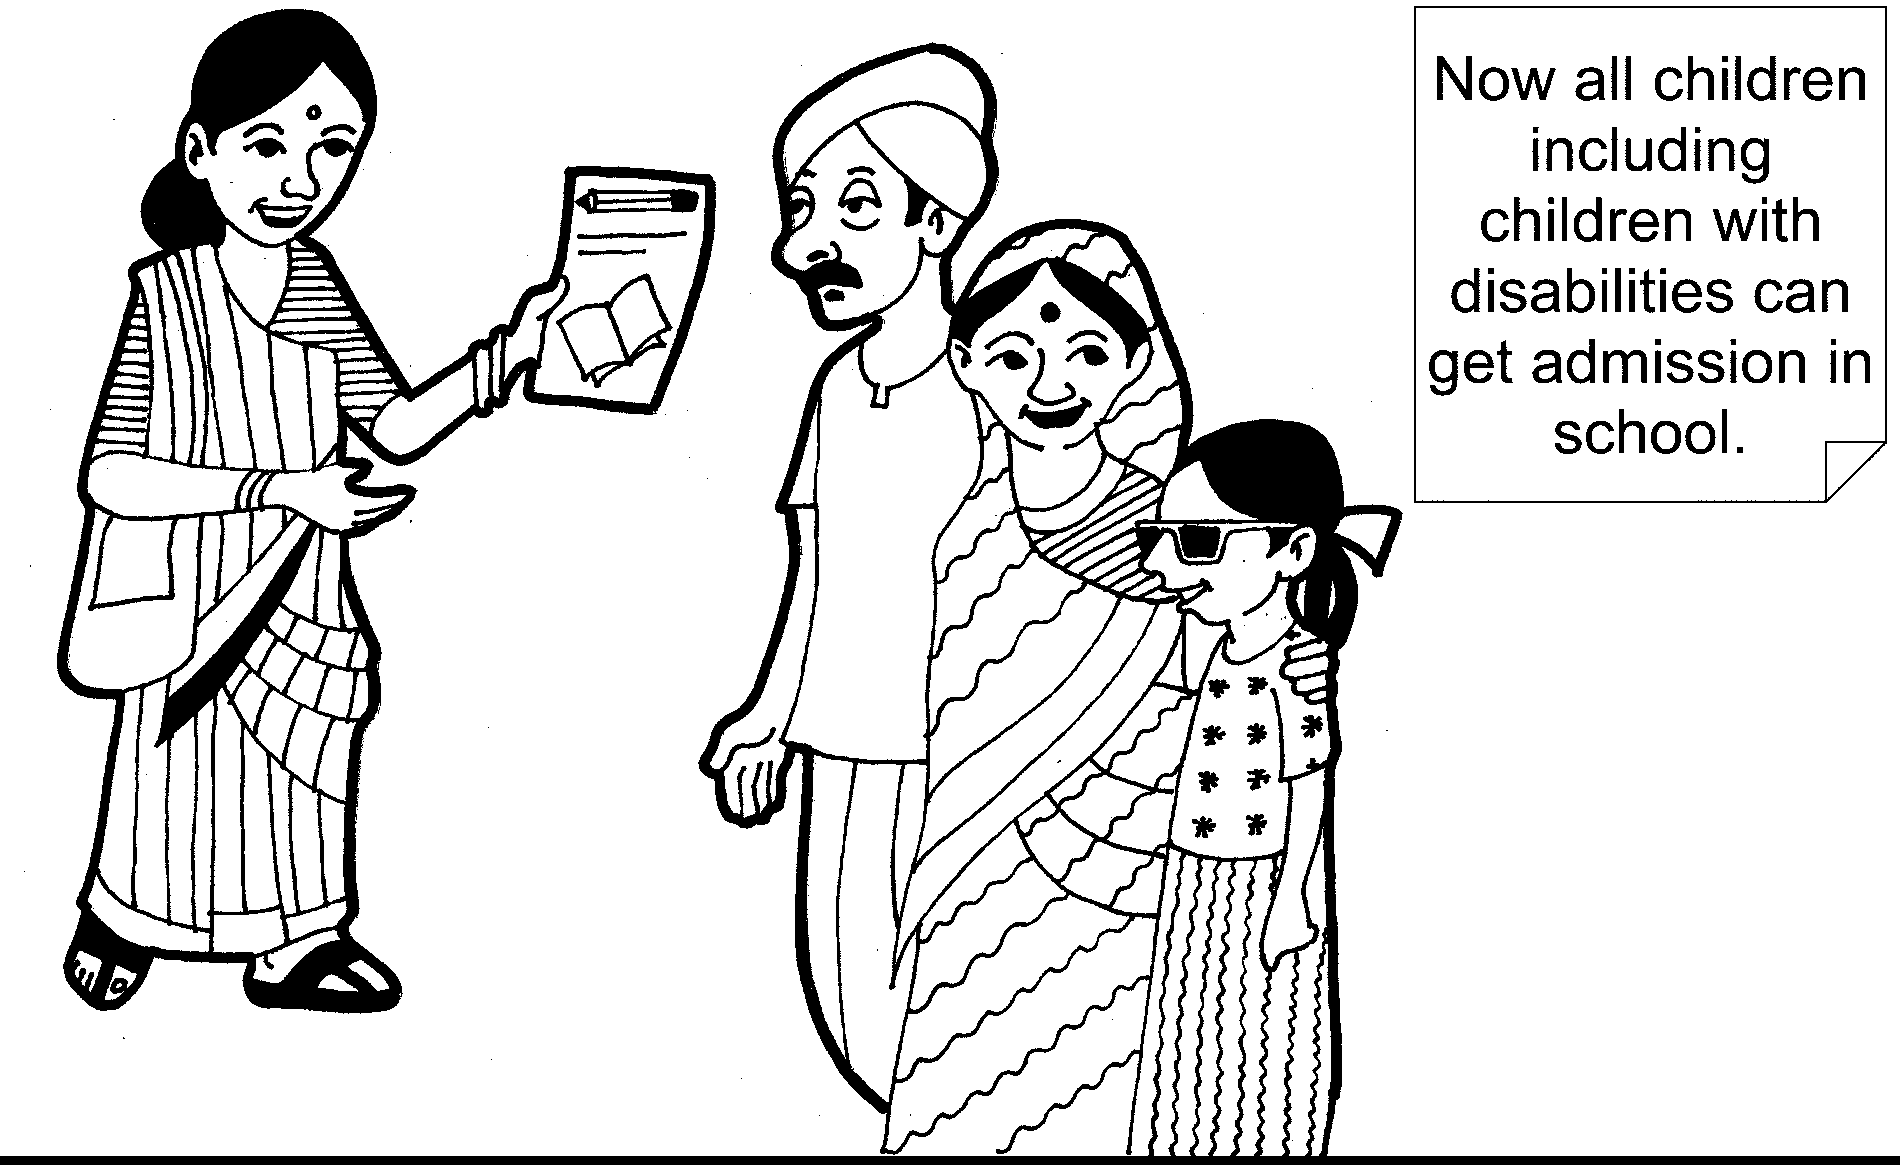 Now all children
including
children with
disabilities can
get admission in
school.